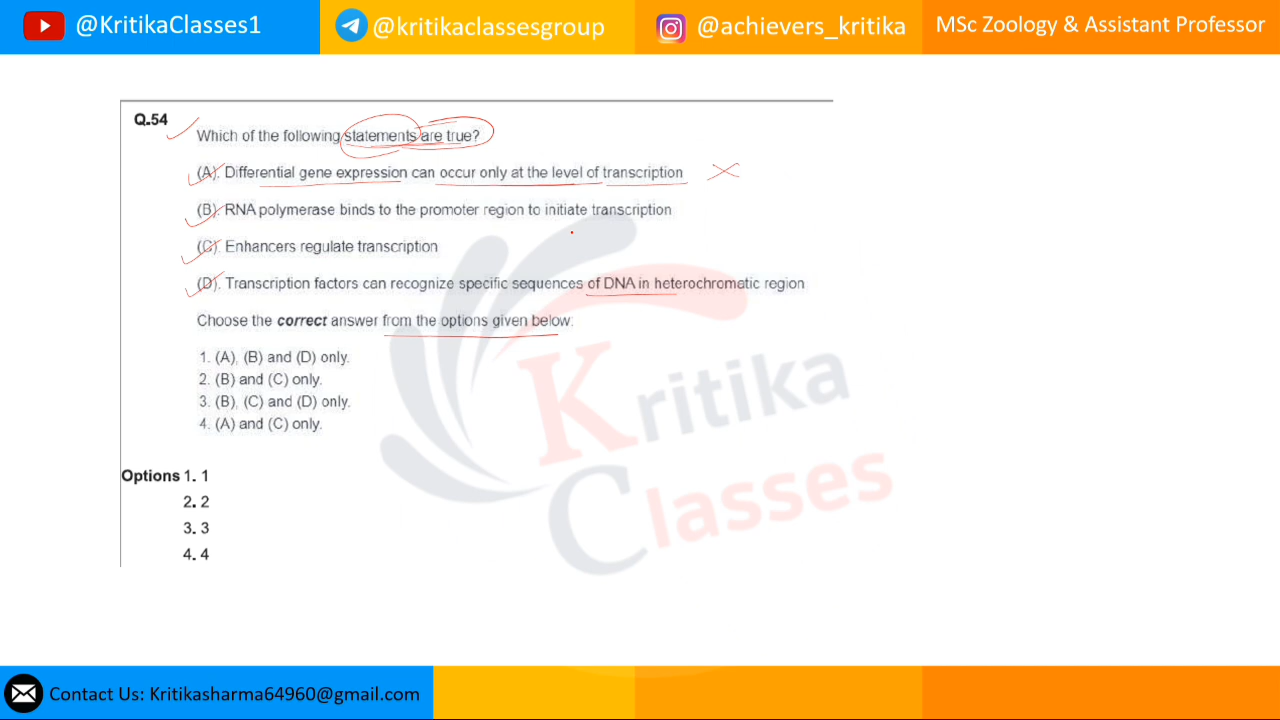 @KritikaClasses1 @kritikaclassesgroup @achievers_kritika MSc Zoology & Assistant Professor
Q.54
Which of the following statements are true?
(A). Differential gene expression can occur only at the level of transcription
(B). RNA polymerase binds to the promoter region to initiate transcription
(C). Enhancers regulate transcription
(D). Transcription factors can recognize specific sequences of DNA in heterochromatic region
Choose the correct answer from the options given below:
1. (A), (B) and (D) only.
2. (B) and (C) only.
3. (B), (C) and (D) only.
4. (A) and (C) only.
Options 1. 1
2. 2
3. 3
4. 4
Kritika
Classes
Contact Us: Kritikasharma64960@gmail.com